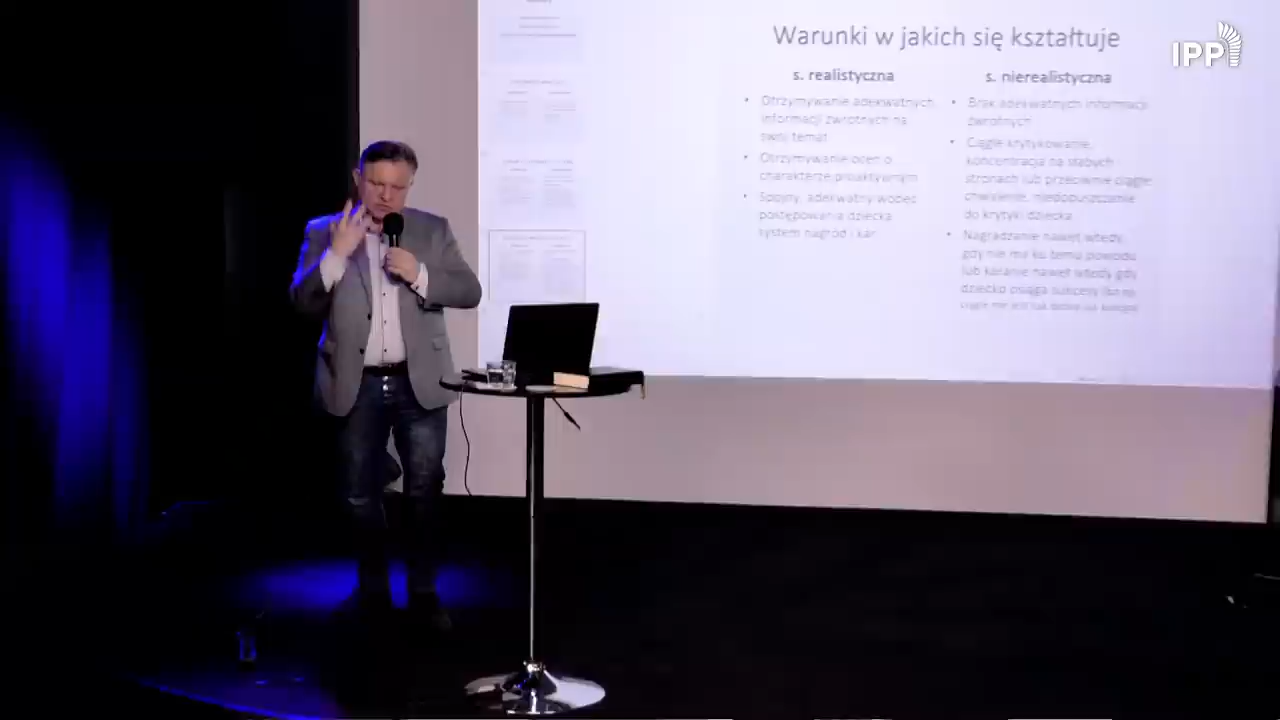 Warunki w jakich się kształtuje
IPP
s. realistyczna
• Otrzymywanie adekwatnych
informacji zwrotnych na
swój temat
• Otrzymywanie ocen o
charakterze proaktywnym
• Spójny, adekwatny wobec
postępowania dziecka
system nagród i kar
s. nierealistyczna
• Brak adekwatnych informacji
zwrotnych
• Ciągłe krytykowanie,
koncentracja na słabych
stronach lub przeciwnie ciągłe
chwalenie, niedopuszczanie
do krytyki dziecka
• Nagradzanie nawet wtedy,
gdy nie ma ku temu powodu
lub karanie nawet wtedy gdy
dziecko osiąga sukcesy